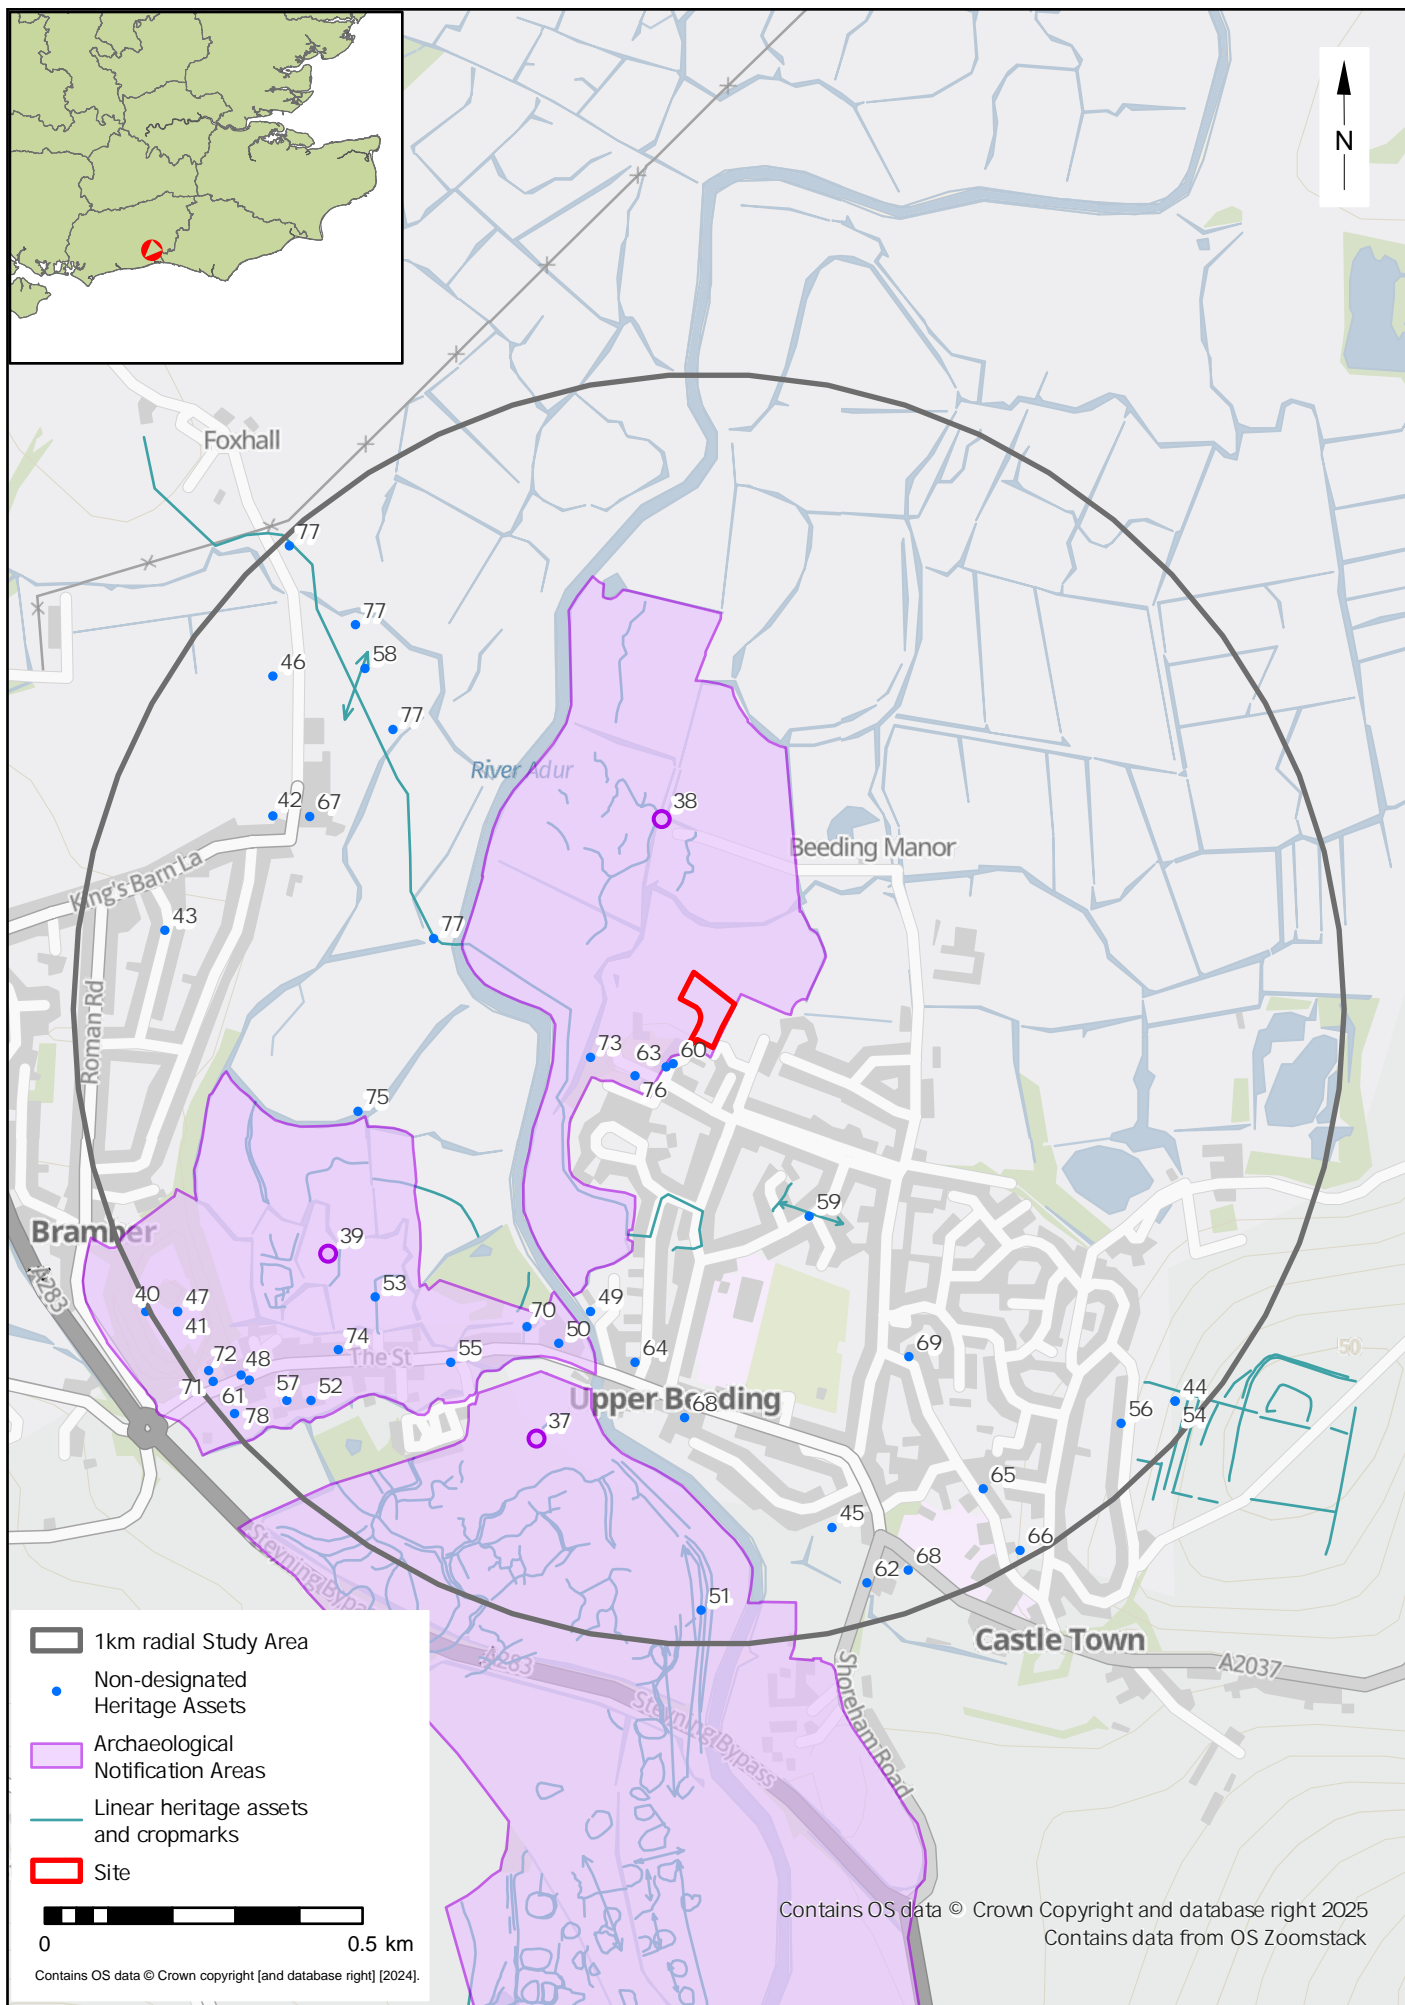 N
Foxhall
77
77
58
46
77
River Adur
38
42
67
Beeding Manor
King's Barn La
43
77
Roman Rd
73
63
60
76
75
59
Bramber
39
A283
53
40
47
49
41
70
50
74
The St
72
48
55
64
69
71
57
52
61
78
Upper Beeding
68
44
56
54
37
65
45
66
Steyning Bypass
62
68
51
Castle Town
A283
A2037
Steyning Bypass
Shoreham Road
50
1km radial Study Area
Non-designated
Heritage Assets
Archaeological
Notification Areas
Linear heritage assets
and cropmarks
Site
0
0.5 km
Contains OS data © Crown copyright [and database right] [2024].
Contains OS data © Crown Copyright and database right 2025
Contains data from OS Zoomstack